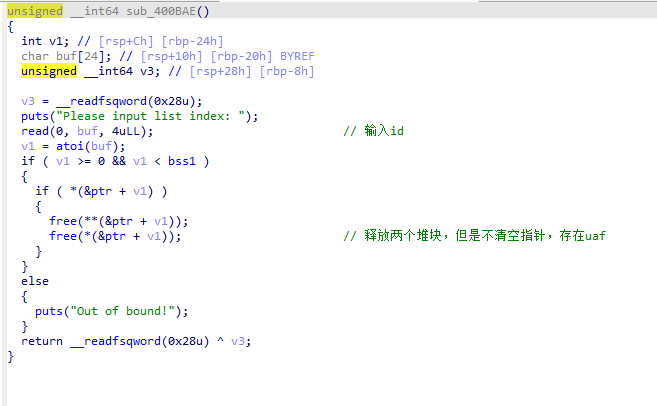 unsigned __int64 sub_400BAE()
{
  int v1; // [rsp+Ch] [rbp-24h]
  char buf[24]; // [rsp+10h] [rbp-20h] BYREF
  unsigned __int64 v3; // [rsp+28h] [rbp-8h]

  v3 = __readfsqword(0x28u);
  puts("Please input list index: ");
  read(0, buf, 4uLL);                             // 输入id
  v1 = atoi(buf);
  if ( v1 >= 0 && v1 < bss1 )
  {
    if ( *(&ptr + v1) )
    {
      free(**(&ptr + v1));
      free(*(&ptr + v1));                         // 释放两个堆块，但是不清空指针，存在uaf
    }
  }
  else
  {
    puts("Out of bound!");
  }
  return __readfsqword(0x28u) ^ v3;
}